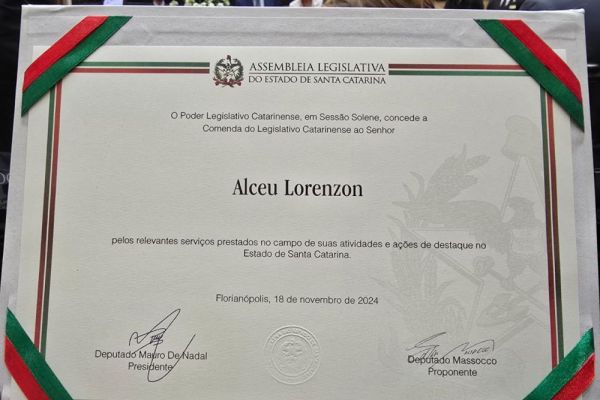 ASSEMBLEIA LEGISLATIVA
DO ESTADO DE SANTA CATARINA
O Poder Legislativo Catarinense, em Sessão Solene, concede a
Comenda do Legislativo Catarinense ao Senhor
Alceu Lorenzon
pelos relevantes serviços prestados no campo de suas atividades e ações de destaque no
Estado de Santa Catarina.
Florianópolis, 18 de novembro de 2024
Deputado Mauro De Nadal
Presidente
Deputado Massocco
Proponente